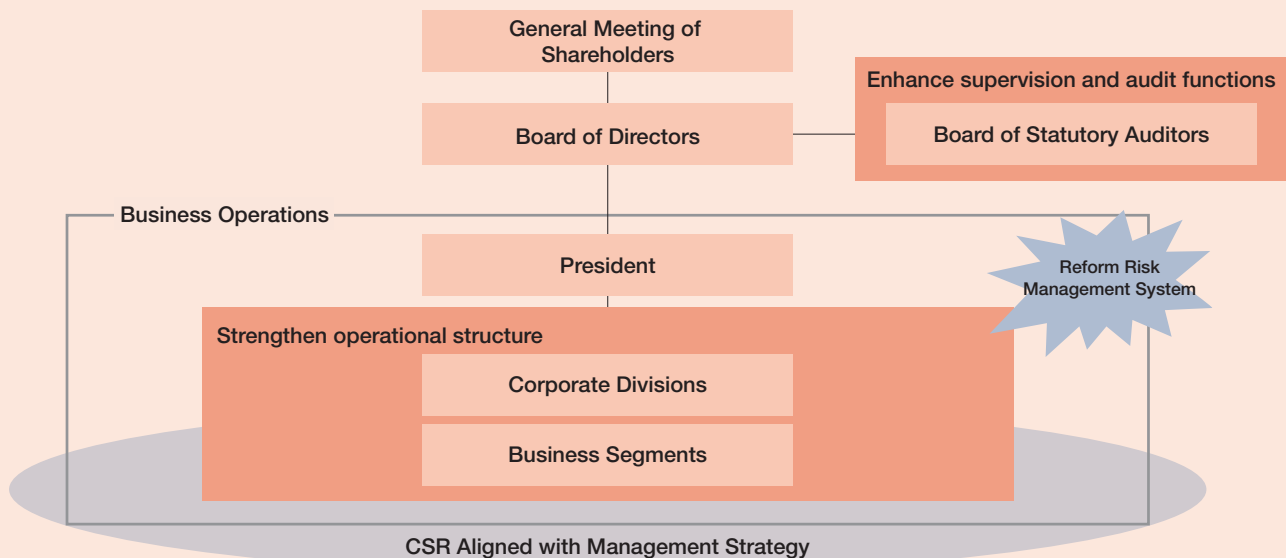 General Meeting of
Shareholders
Enhance supervision and audit functions
Board of Directors
Board of Statutory Auditors
Business Operations
President
Reform Risk
Management System
Strengthen operational structure
Corporate Divisions
Business Segments
CSR Aligned with Management Strategy